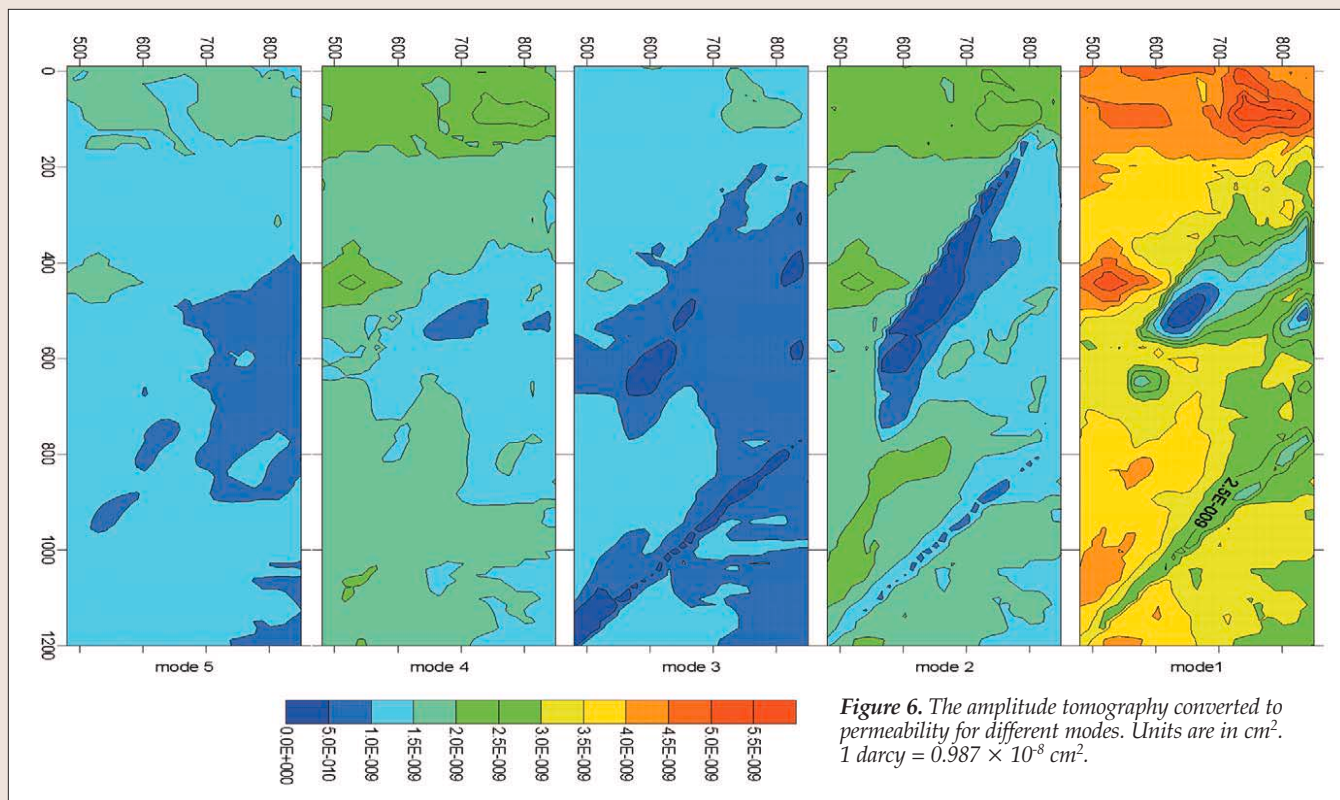 500 600 700 800 500 600 700 800 500 600 700 800 500 600 700 800 500 600 700 800
0
200
400
600
800
1000
1200
2.5E-009
mode 5 mode 4 mode 3 mode 2 mode1
0.0E+000 5.0E-010 1.0E-009 1.5E-009 2.0E-009 2.5E-009 3.0E-009 3.5E-009 4.0E-009 4.5E-009 5.0E-009 5.5E-009
Figure 6. The amplitude tomography converted to
permeability for different modes. Units are in cm².
1 darcy = 0.987 × 10⁻⁸ cm².